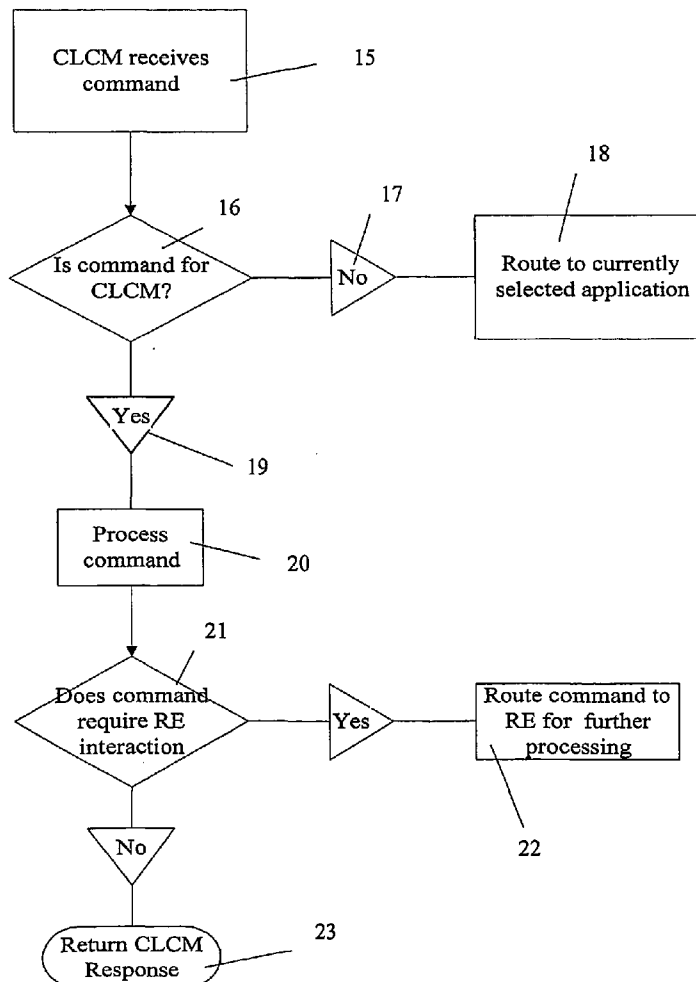 CLCM receives
command
15
16
17
18
Is command for
CLCM?
No
Route to currently
selected application
Yes
19
Process
command
20
21
Does command
require RE
interaction
Yes
Route command to
RE for further
processing
22
No
Return CLCM
Response
23